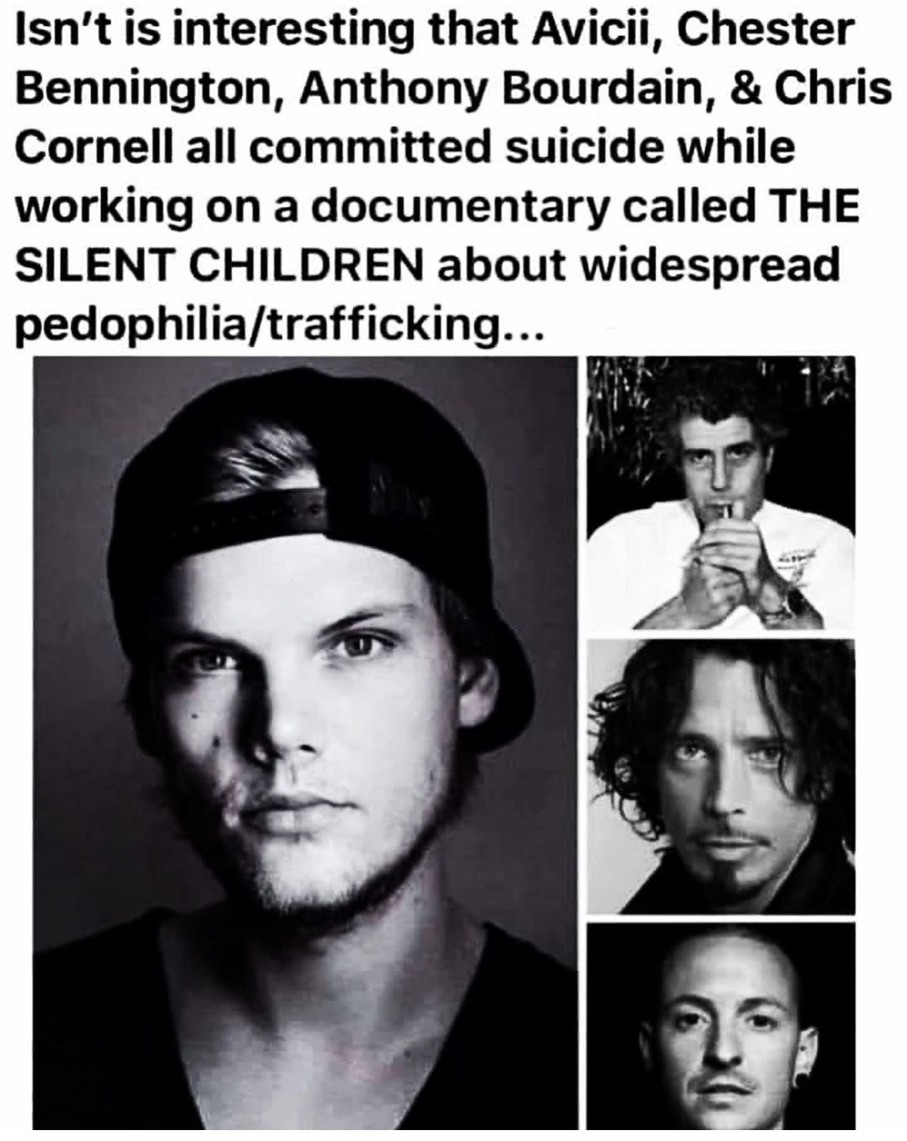 Isn't is interesting that Avicii, Chester
Bennington, Anthony Bourdain, & Chris
Cornell all committed suicide while
working on a documentary called THE
SILENT CHILDREN about widespread
pedophilia/trafficking...